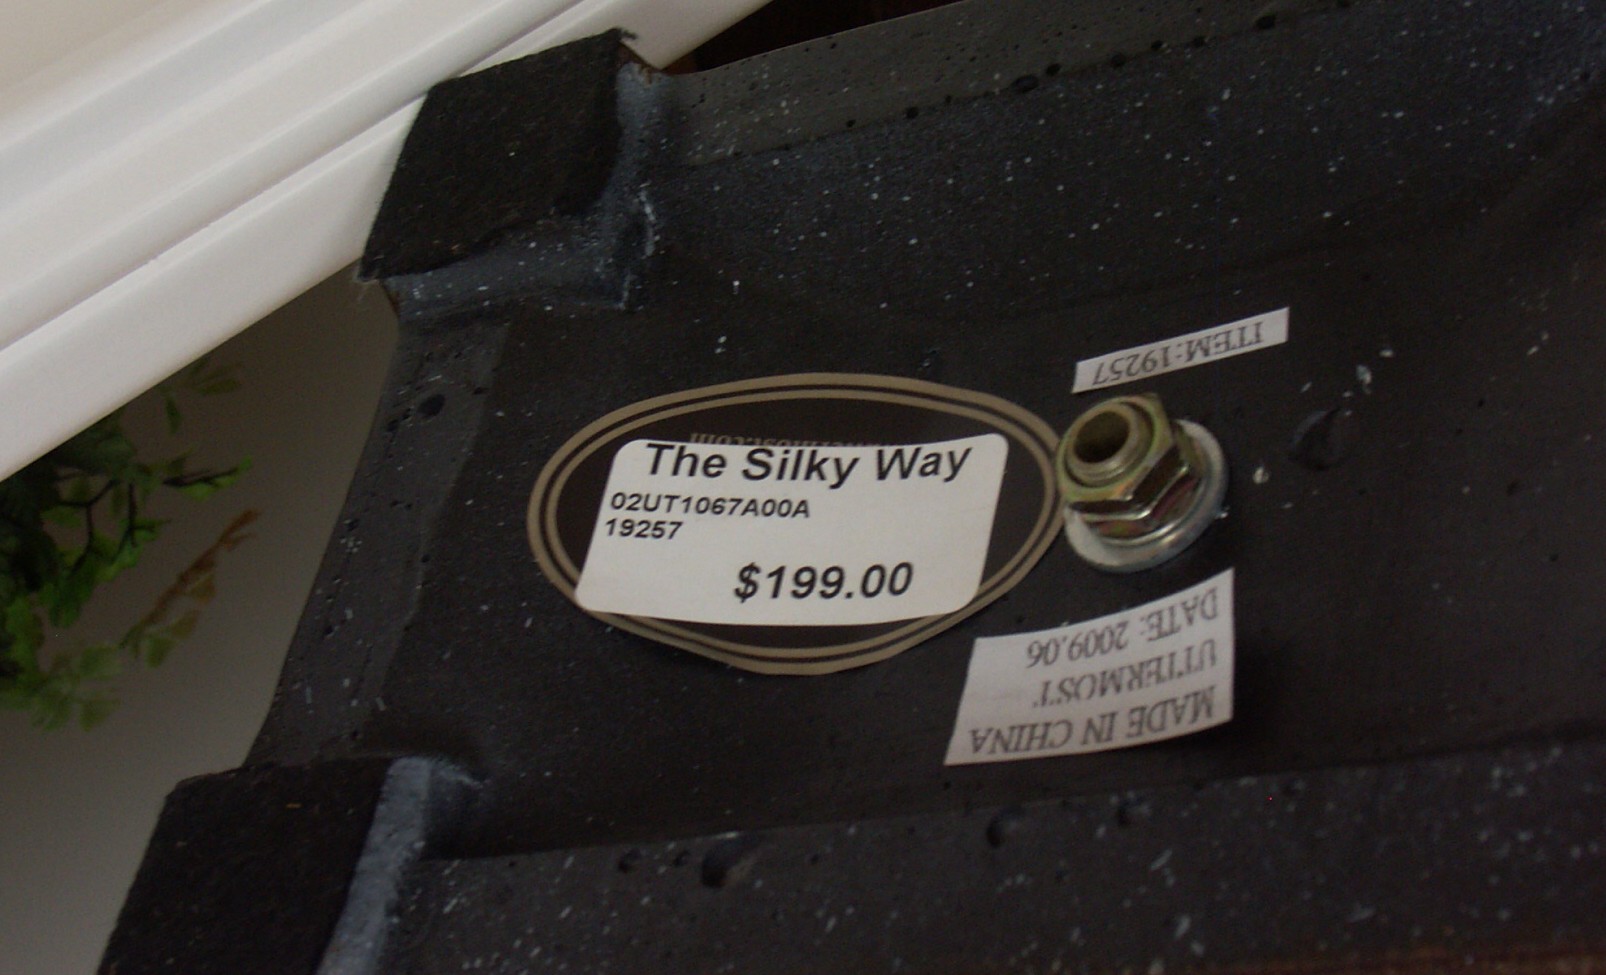 The Silky Way
02UT1067A00A
19257
$199.00
ITEM:19257
MADE IN CHINA
UTTERMOST
DATE: 2009.06